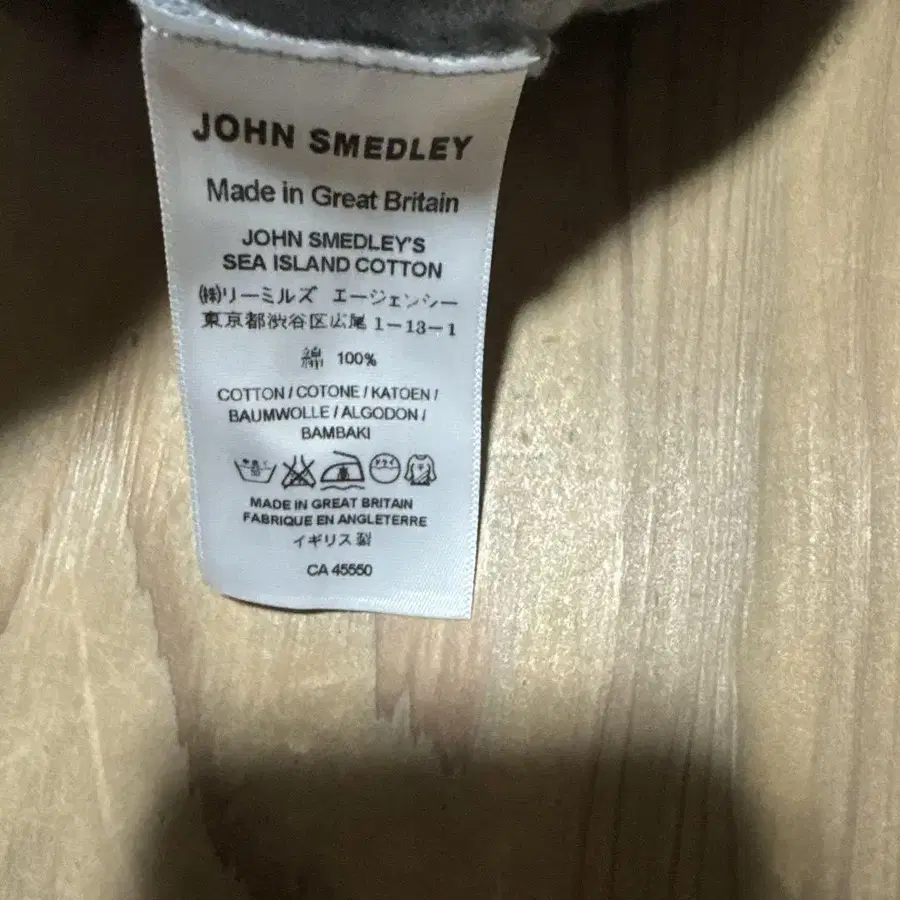 JOHN SMEDLEY
Made in Great Britain
JOHN SMEDLEY'S
SEA ISLAND COTTON
㈱リーミルズ エージェンシー
東京都渋谷区広尾1-13-1
綿 100%
COTTON / COTONE / KATOEN /
BAUMWOLLE / ALGODON /
BAMBAKI
MADE IN GREAT BRITAIN
FABRIQUE EN ANGLETERRE
イギリス製
CA 45550